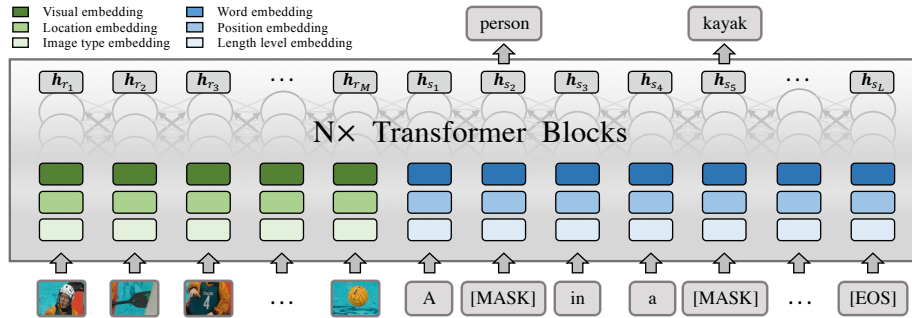 Visual embedding
Location embedding
Image type embedding
Word embedding
Position embedding
Length level embedding
person
kayak
h_{r_1} h_{r_2} h_{r_3} ... h_{r_M} h_{s_1} h_{s_2} h_{s_3} h_{s_4} h_{s_5} ... h_{s_L}
N× Transformer Blocks
4
... A [MASK] in a [MASK] ... [EOS]